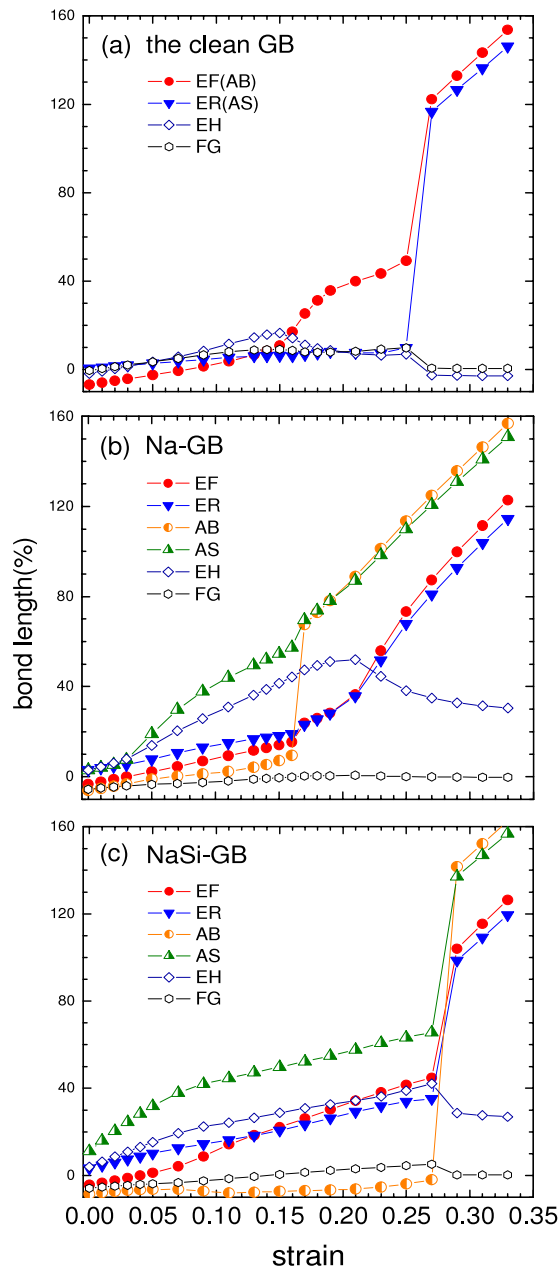 (a) the clean GB
EF(AB)
ER(AS)
EH
FG
160
120
80
40
0
(b) Na-GB
EF
ER
AB
AS
EH
FG
160
120
80
40
0
bond length(%)
(c) NaSi-GB
EF
ER
AB
AS
EH
FG
160
120
80
40
0
0.00 0.05 0.10 0.15 0.20 0.25 0.30 0.35
strain